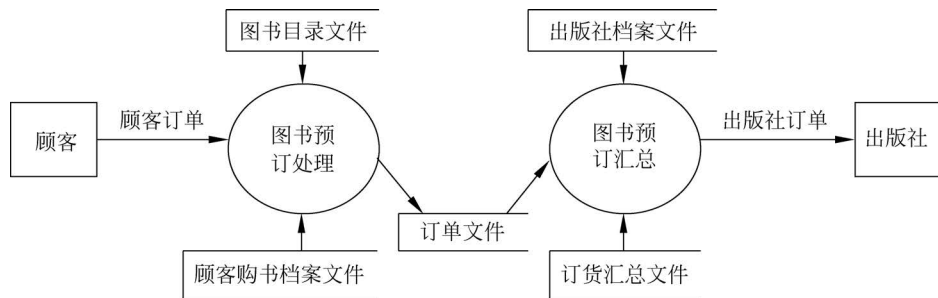 图书目录文件
出版社档案文件
顾客
顾客订单
图书预
订处理
图书预
订汇总
出版社订单
出版社
订单文件
顾客购书档案文件
订货汇总文件